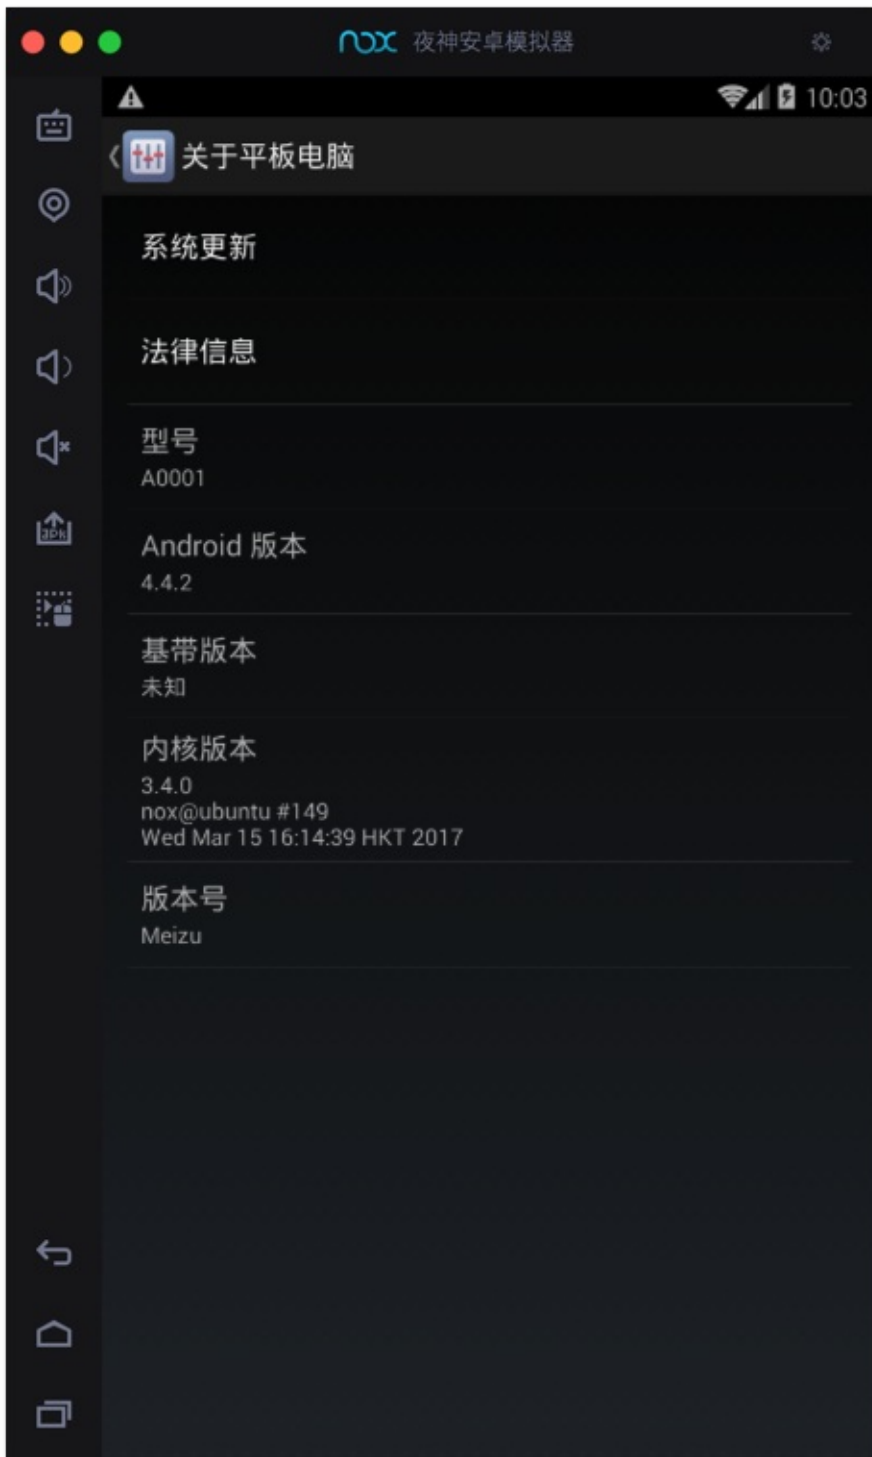 nox 夜神安卓模拟器
10:03
关于平板电脑
系统更新
法律信息
型号
A0001
Android 版本
4.4.2
基带版本
未知
内核版本
3.4.0
nox@ubuntu #149
Wed Mar 15 16:14:39 HKT 2017
版本号
Meizu